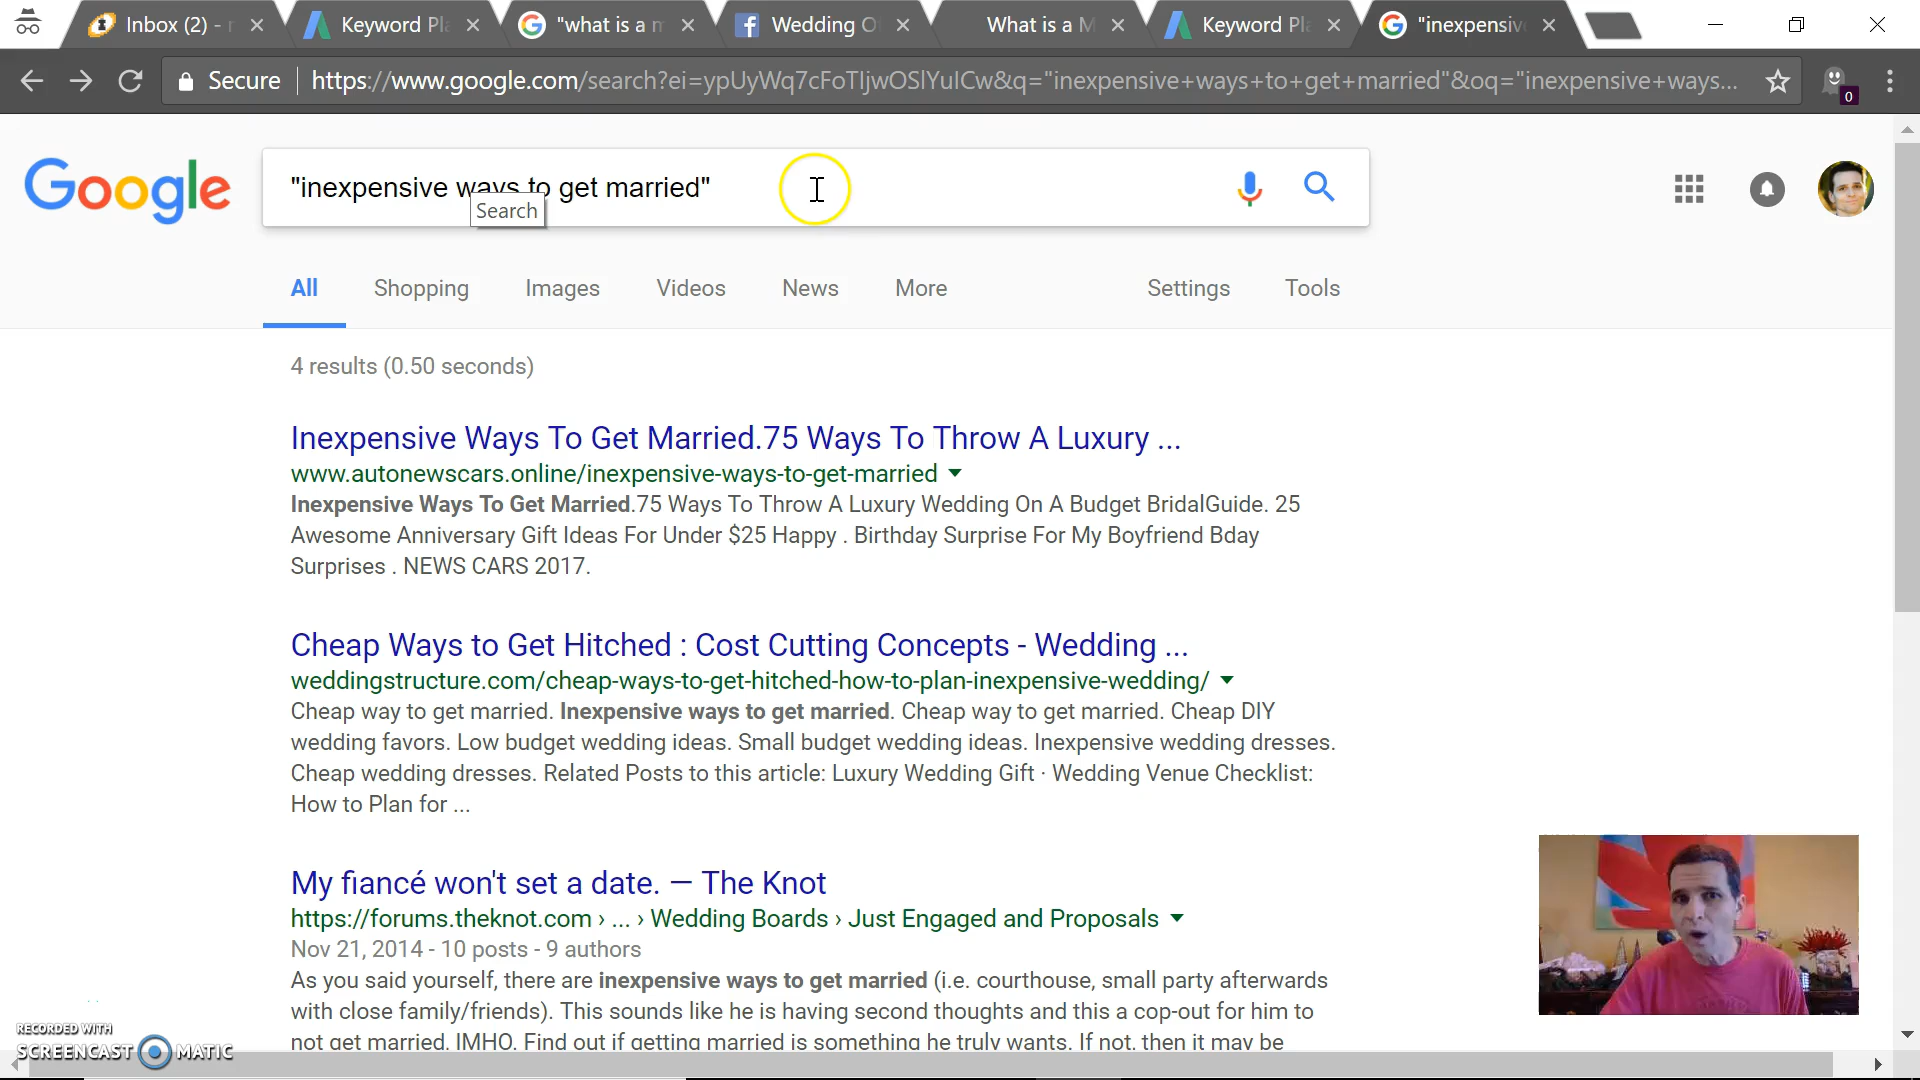 Inbox (2) - r
Keyword Pla
"what is a m
Wedding O
What is a M
Keyword Pla
"inexpensiv
Secure
https://www.google.com/search?ei=ypUyWq7cFoTIjwOSlYuICw&q="inexpensive+ways+to+get+married"&oq="inexpensive+ways...
0
Google
"inexpensive ways to get married"
Search
All Shopping Images Videos News More Settings Tools
4 results (0.50 seconds)
Inexpensive Ways To Get Married.75 Ways To Throw A Luxury ...
www.autonewscars.online/inexpensive-ways-to-get-married
Inexpensive Ways To Get Married.75 Ways To Throw A Luxury Wedding On A Budget BridalGuide. 25
Awesome Anniversary Gift Ideas For Under $25 Happy . Birthday Surprise For My Boyfriend Bday
Surprises . NEWS CARS 2017.
Cheap Ways to Get Hitched : Cost Cutting Concepts - Wedding ...
weddingstructure.com/cheap-ways-to-get-hitched-how-to-plan-inexpensive-wedding/
Cheap way to get married. Inexpensive ways to get married. Cheap way to get married. Cheap DIY
wedding favors. Low budget wedding ideas. Small budget wedding ideas. Inexpensive wedding dresses.
Cheap wedding dresses. Related Posts to this article: Luxury Wedding Gift · Wedding Venue Checklist:
How to Plan for ...
My fiancé won't set a date. — The Knot
https://forums.theknot.com › ... › Wedding Boards › Just Engaged and Proposals
Nov 21, 2014 - 10 posts - 9 authors
As you said yourself, there are inexpensive ways to get married (i.e. courthouse, small party afterwards
with close family/friends). This sounds like he is having second thoughts and this a cop-out for him to
not get married. IMHO. Find out if getting married is something he truly wants. If not, then it may be
RECORDED WITH
SCREENCAST MATIC